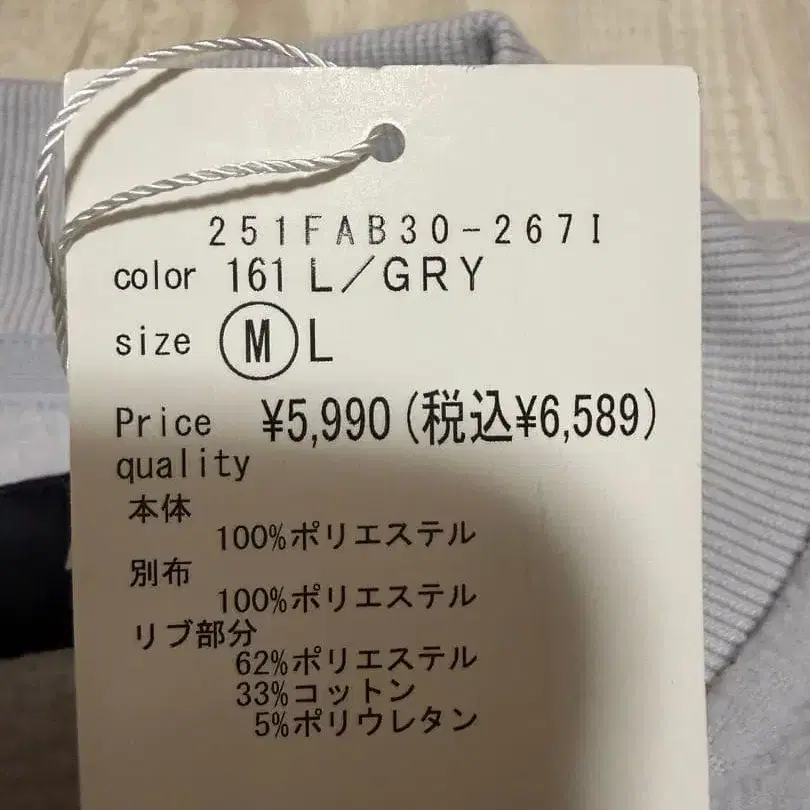 251FAB30-267I
color 161 L/GRY
size M L
Price ¥5,990(税込¥6,589)
quality
本体
100%ポリエステル
別布
100%ポリエステル
リブ部分
62%ポリエステル
33%コットン
5%ポリウレタン